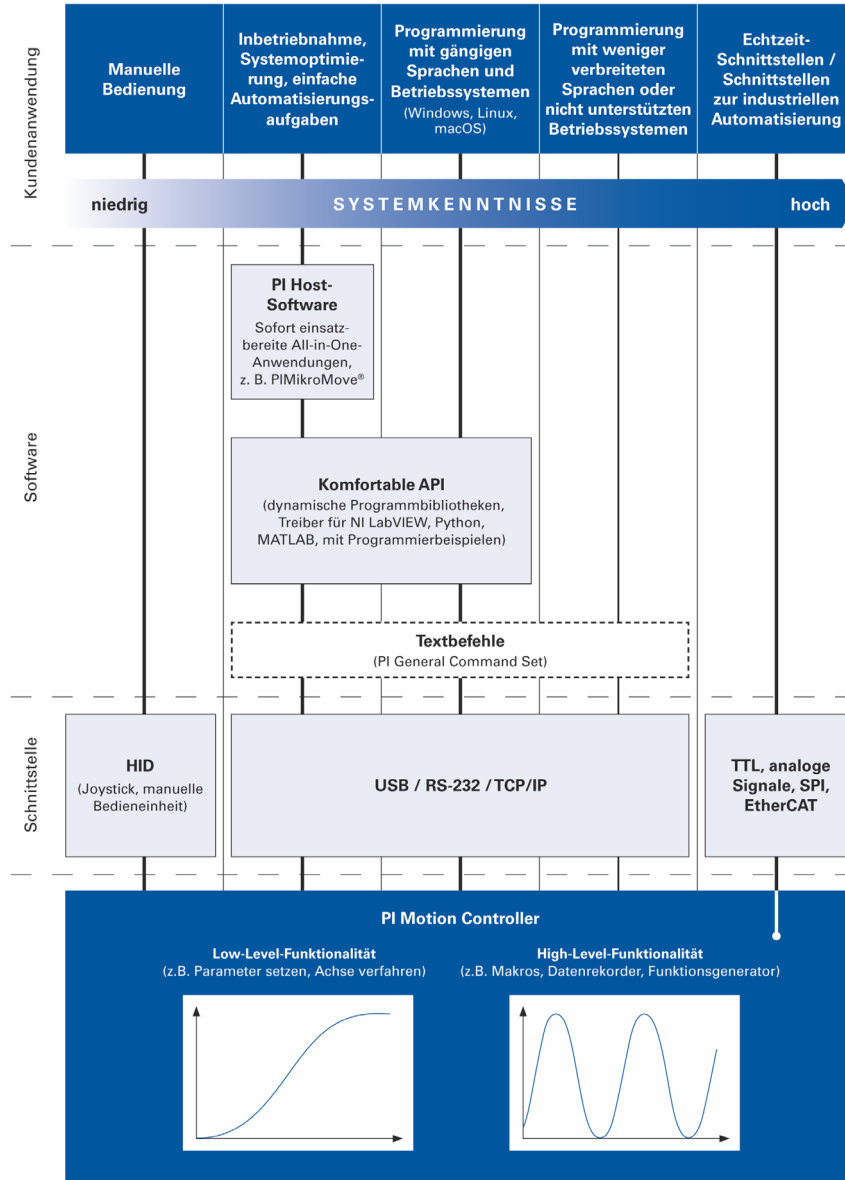 Kundenanwendung
Manuelle
Bedienung
Inbetriebnahme,
Systemoptimie-
rung, einfache
Automatisierungs-
aufgaben
Programmierung
mit gängigen
Sprachen und
Betriebssystemen
(Windows, Linux,
macOS)
Programmierung
mit weniger
verbreiteten
Sprachen oder
nicht unterstützten
Betriebssystemen
Echtzeit-
Schnittstellen /
Schnittstellen
zur industriellen
Automatisierung
niedrig
SYSTEMKENNTNISSE
hoch
Software
PI Host-
Software
Sofort einsatz-
bereite All-in-One-
Anwendungen,
z. B. PIMikroMove®
Komfortable API
(dynamische Programmbibliotheken,
Treiber für NI LabVIEW, Python,
MATLAB, mit Programmierbeispielen)
Textbefehle
(PI General Command Set)
Schnittstelle
HID
(Joystick, manuelle
Bedieneinheit)
USB / RS-232 / TCP/IP
TTL, analoge
Signale, SPI,
EtherCAT
PI Motion Controller
Low-Level-Funktionalität
(z.B. Parameter setzen, Achse verfahren)
High-Level-Funktionalität
(z.B. Makros, Datenrekorder, Funktionsgenerator)